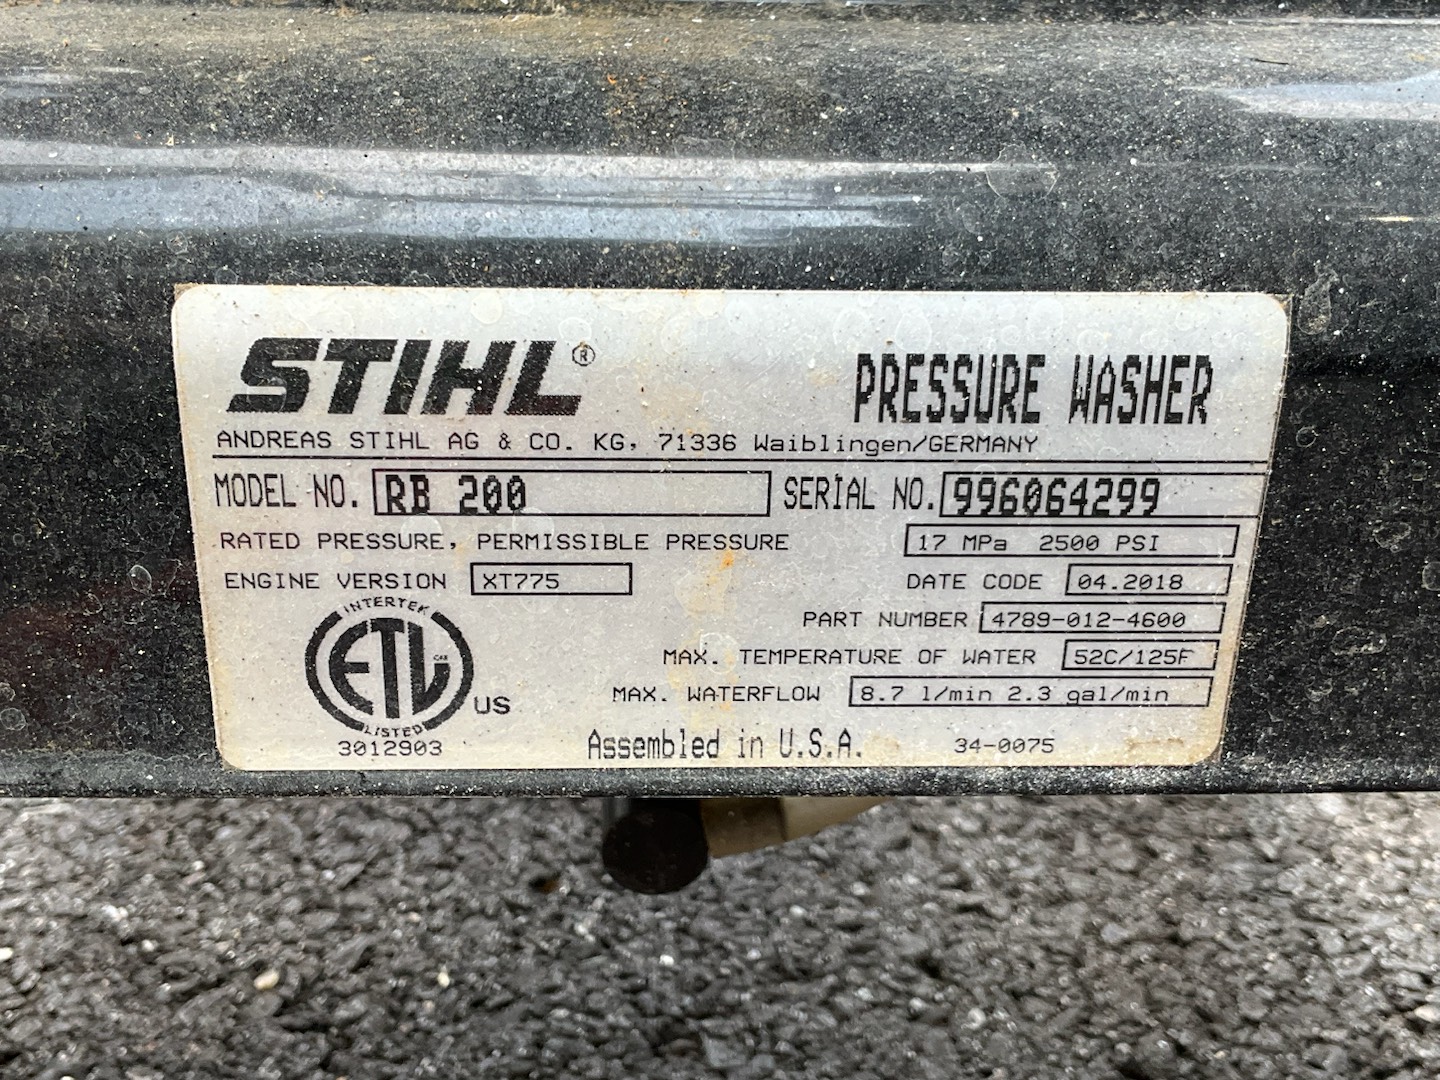 STIHL®
PRESSURE WASHER
ANDREAS STIHL AG & CO. KG, 71336 Waiblingen/GERMANY
MODEL NO. RB 200 SERIAL NO. 996064299
RATED PRESSURE, PERMISSIBLE PRESSURE 17 MPa 2500 PSI
ENGINE VERSION XT775 DATE CODE 04.2018
PART NUMBER 4789-012-4600
MAX. TEMPERATURE OF WATER 52C/125F
MAX. WATERFLOW 8.7 l/min 2.3 gal/min
INTERTEK
ETL
US
LISTED
3012903
Assembled in U.S.A. 34-0075